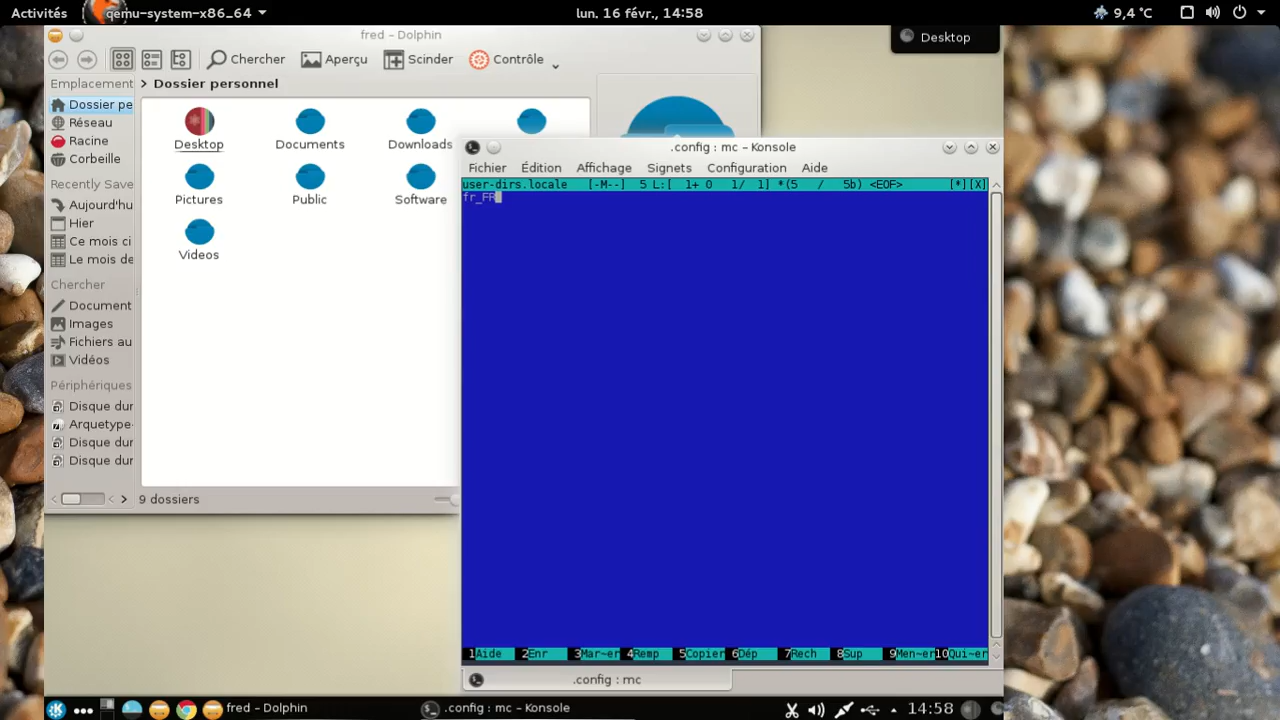 Activités
qemu-system-x86_64
lun. 16 févr., 14:58
9,4 °C
fred – Dolphin
Desktop
Chercher
Aperçu
Scinder
Contrôle
Emplacement
Dossier personnel
Dossier pe
Réseau
Racine
Corbeille
Recently Save
Aujourd'hu
Hier
Ce mois ci
Le mois de
Chercher
Document
Images
Fichiers au
Vidéos
Périphériques
Disque dur
Arquetype-
Disque dur
Disque dur
Desktop
Documents
Downloads
Pictures
Public
Software
Videos
9 dossiers
.config : mc – Konsole
Fichier Édition Affichage Signets Configuration Aide
user-dirs.locale [-M--] 5 L:[ 1+ 0 1/ 1] *(5 / 5b) <EOF> [*][X]
fr_FR
1Aide 2Enr 3Mar~er 4Remp 5Copier 6Dép 7Rech 8Sup 9Men~er 10Qui~er
.config : mc
fred – Dolphin
.config : mc – Konsole
14:58